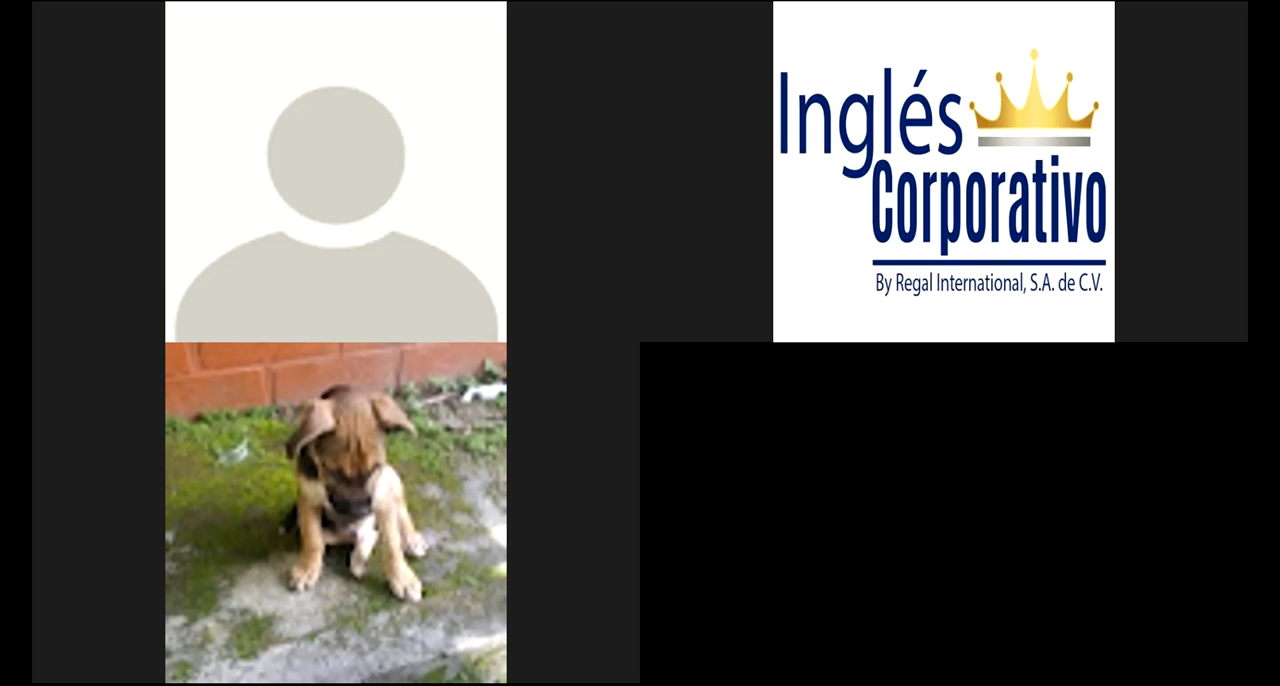 Inglés
Corporativo
By Regal International, S.A. de C.V.